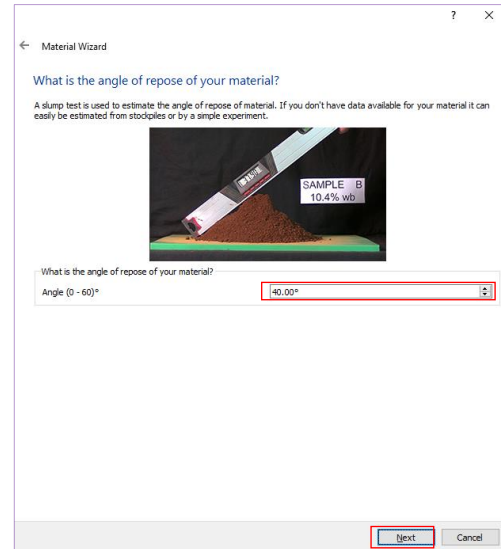 ?
Material Wizard
What is the angle of repose of your material?
A slump test is used to estimate the angle of repose of material. If you don't have data available for your material it can
easily be estimated from stockpiles or by a simple experiment.
SAMPLE B
10.4% wb
What is the angle of repose of your material?
Angle (0 - 60)° 40.00°
Next Cancel